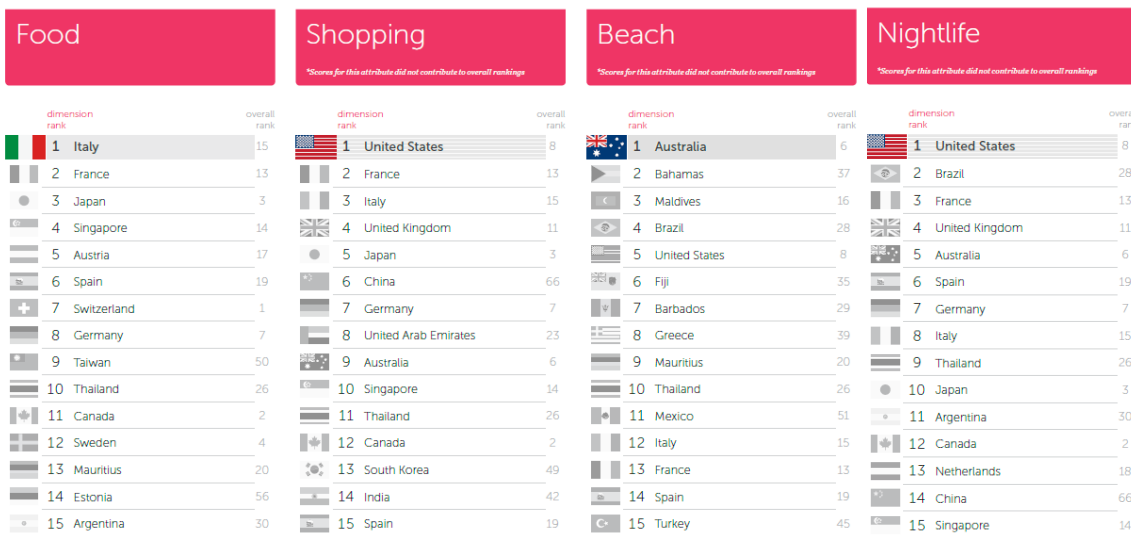 Food
dimension
rank
overall
rank
1 Italy 15
2 France 13
3 Japan 3
4 Singapore 14
5 Austria 17
6 Spain 19
7 Switzerland 1
8 Germany 7
9 Taiwan 50
10 Thailand 26
11 Canada 2
12 Sweden 4
13 Mauritius 20
14 Estonia 56
15 Argentina 30
Shopping
*Scores for this attribute did not contribute to overall rankings
dimension
rank
overall
rank
1 United States 8
2 France 13
3 Italy 15
4 United Kingdom 11
5 Japan 3
6 China 66
7 Germany 7
8 United Arab Emirates 23
9 Australia 6
10 Singapore 14
11 Thailand 26
12 Canada 2
13 South Korea 49
14 India 42
15 Spain 19
Beach
*Scores for this attribute did not contribute to overall rankings
dimension
rank
overall
rank
1 Australia 6
2 Bahamas 37
3 Maldives 16
4 Brazil 28
5 United States 8
6 Fiji 35
7 Barbados 29
8 Greece 39
9 Mauritius 20
10 Thailand 26
11 Mexico 51
12 Italy 15
13 France 13
14 Spain 19
15 Turkey 45
Nightlife
*Scores for this attribute did not contribute to overall rankings
dimension
rank
1 United States 8
2 Brazil 28
3 France 13
4 United Kingdom 11
5 Australia 6
6 Spain 19
7 Germany 7
8 Italy 15
9 Thailand 26
10 Japan 3
11 Argentina 30
12 Canada 2
13 Netherlands 18
14 China 66
15 Singapore 14